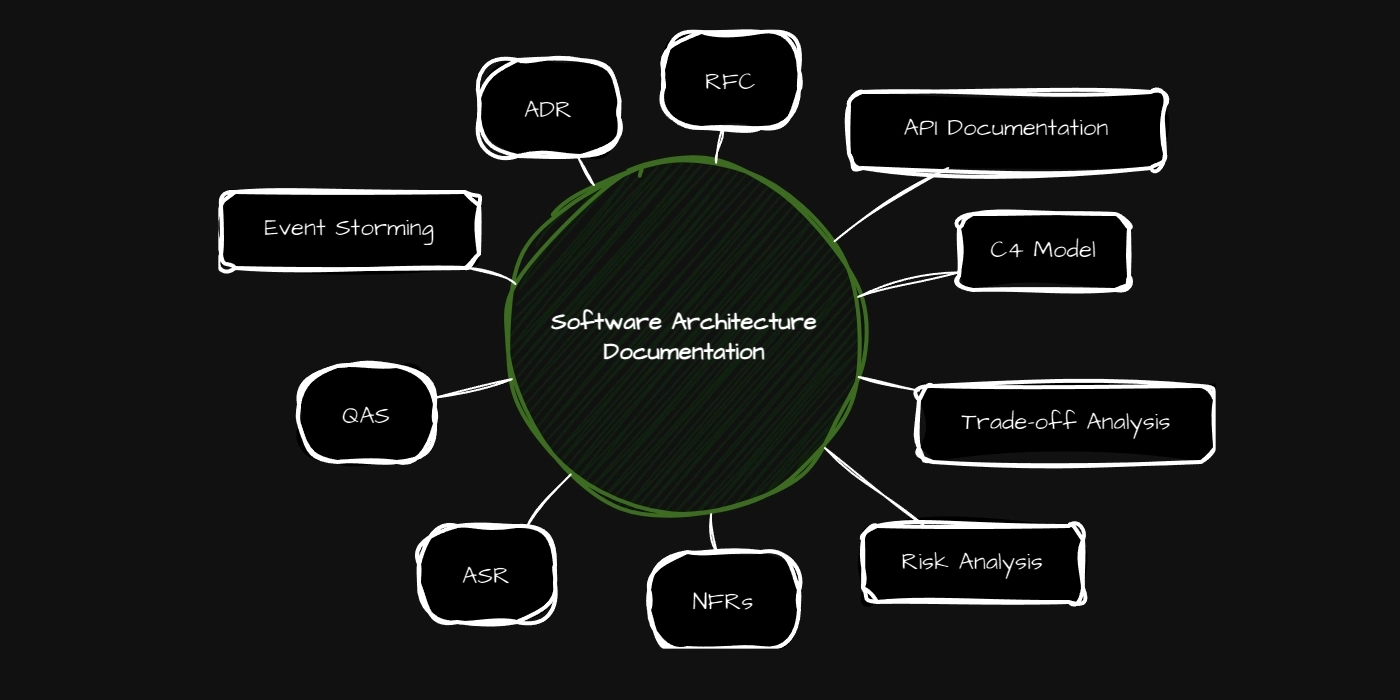 RFC
ADR
API Documentation
Event Storming
C4 Model
Software Architecture
Documentation
QAS
Trade-off Analysis
ASR
Risk Analysis
NFRs